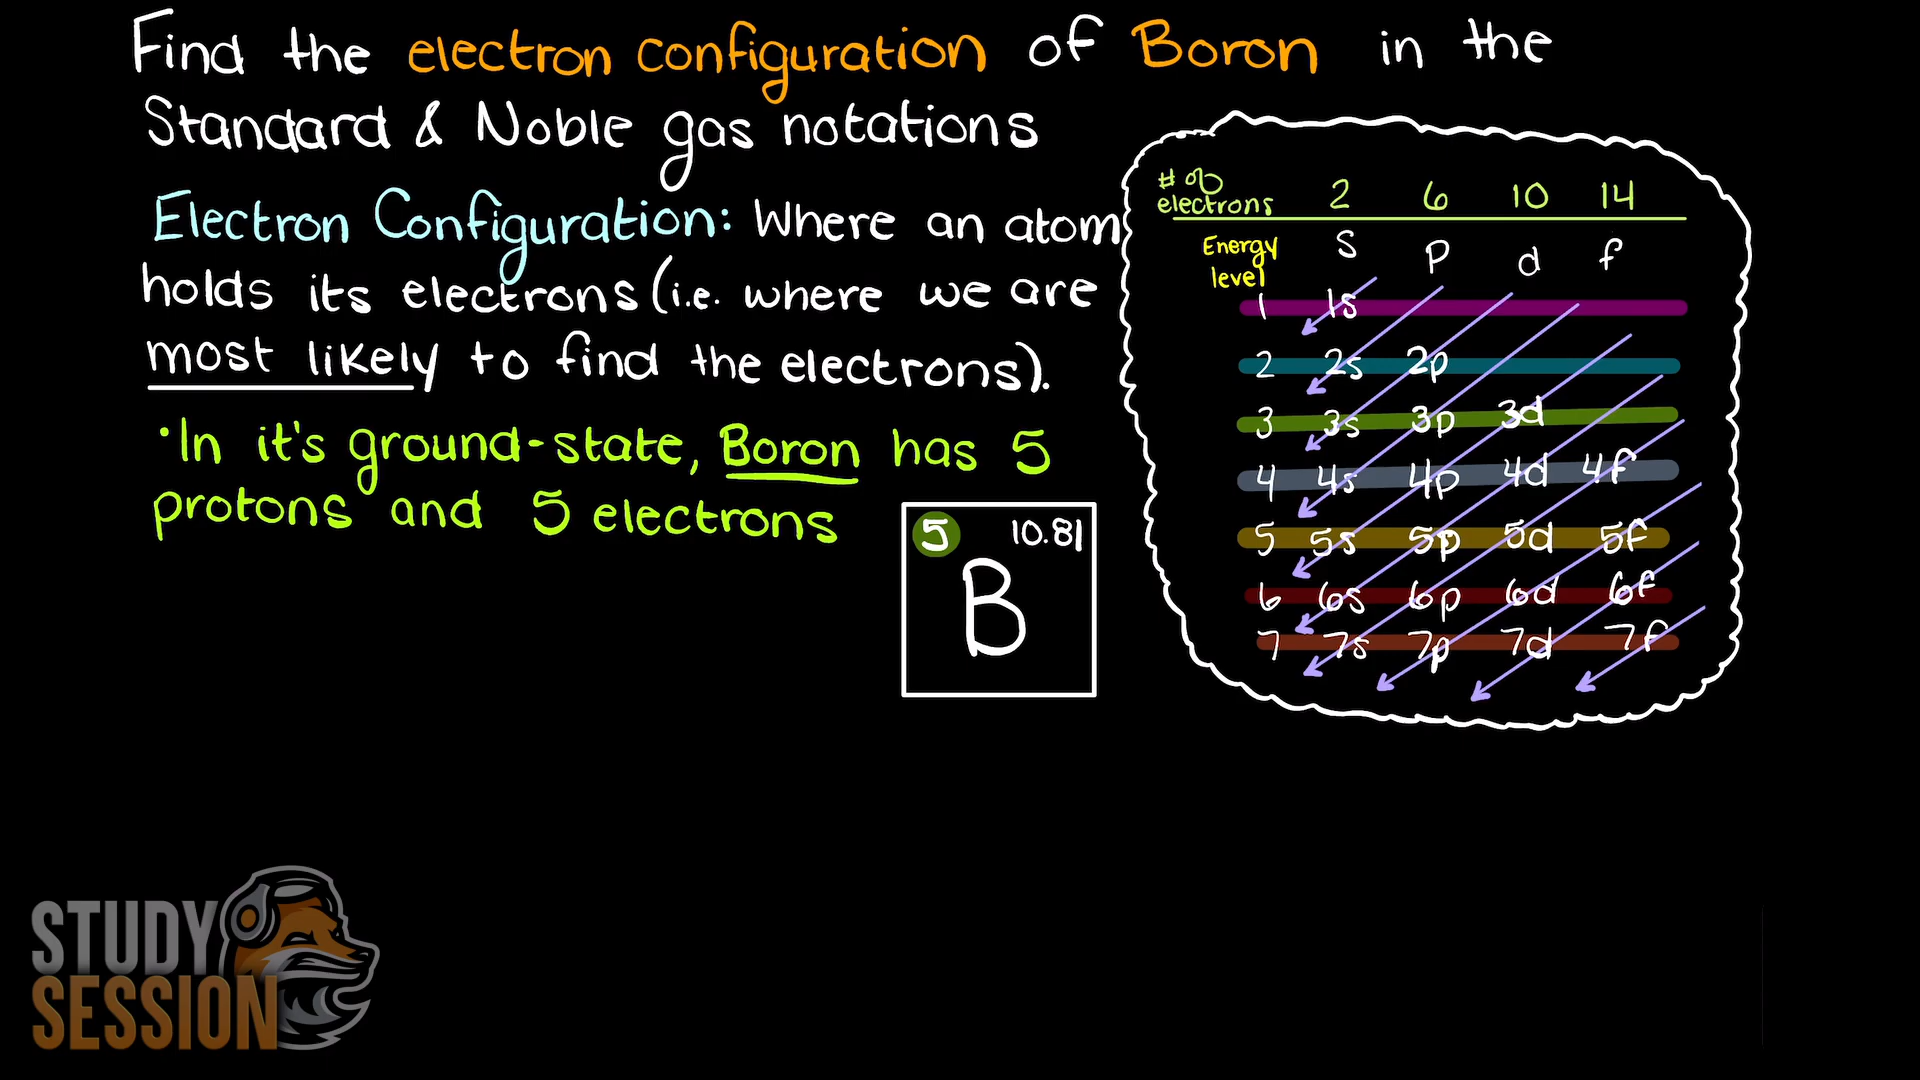 Find the electron configuration of Boron in the
Standard & Noble gas notations
Electron Configuration: Where an atom
holds its electrons (i.e. where we are
most likely to find the electrons).
•In it's ground-state, Boron has 5
protons and 5 electrons
5 10.81
B
# of
electrons 2 6 10 14
Energy
level s p d f
1 1s
2 2s 2p
3 3s 3p 3d
4 4s 4p 4d 4f
5 5s 5p 5d 5f
6 6s 6p 6d 6f
7 7s 7p 7d 7f
STUDY
SESSION